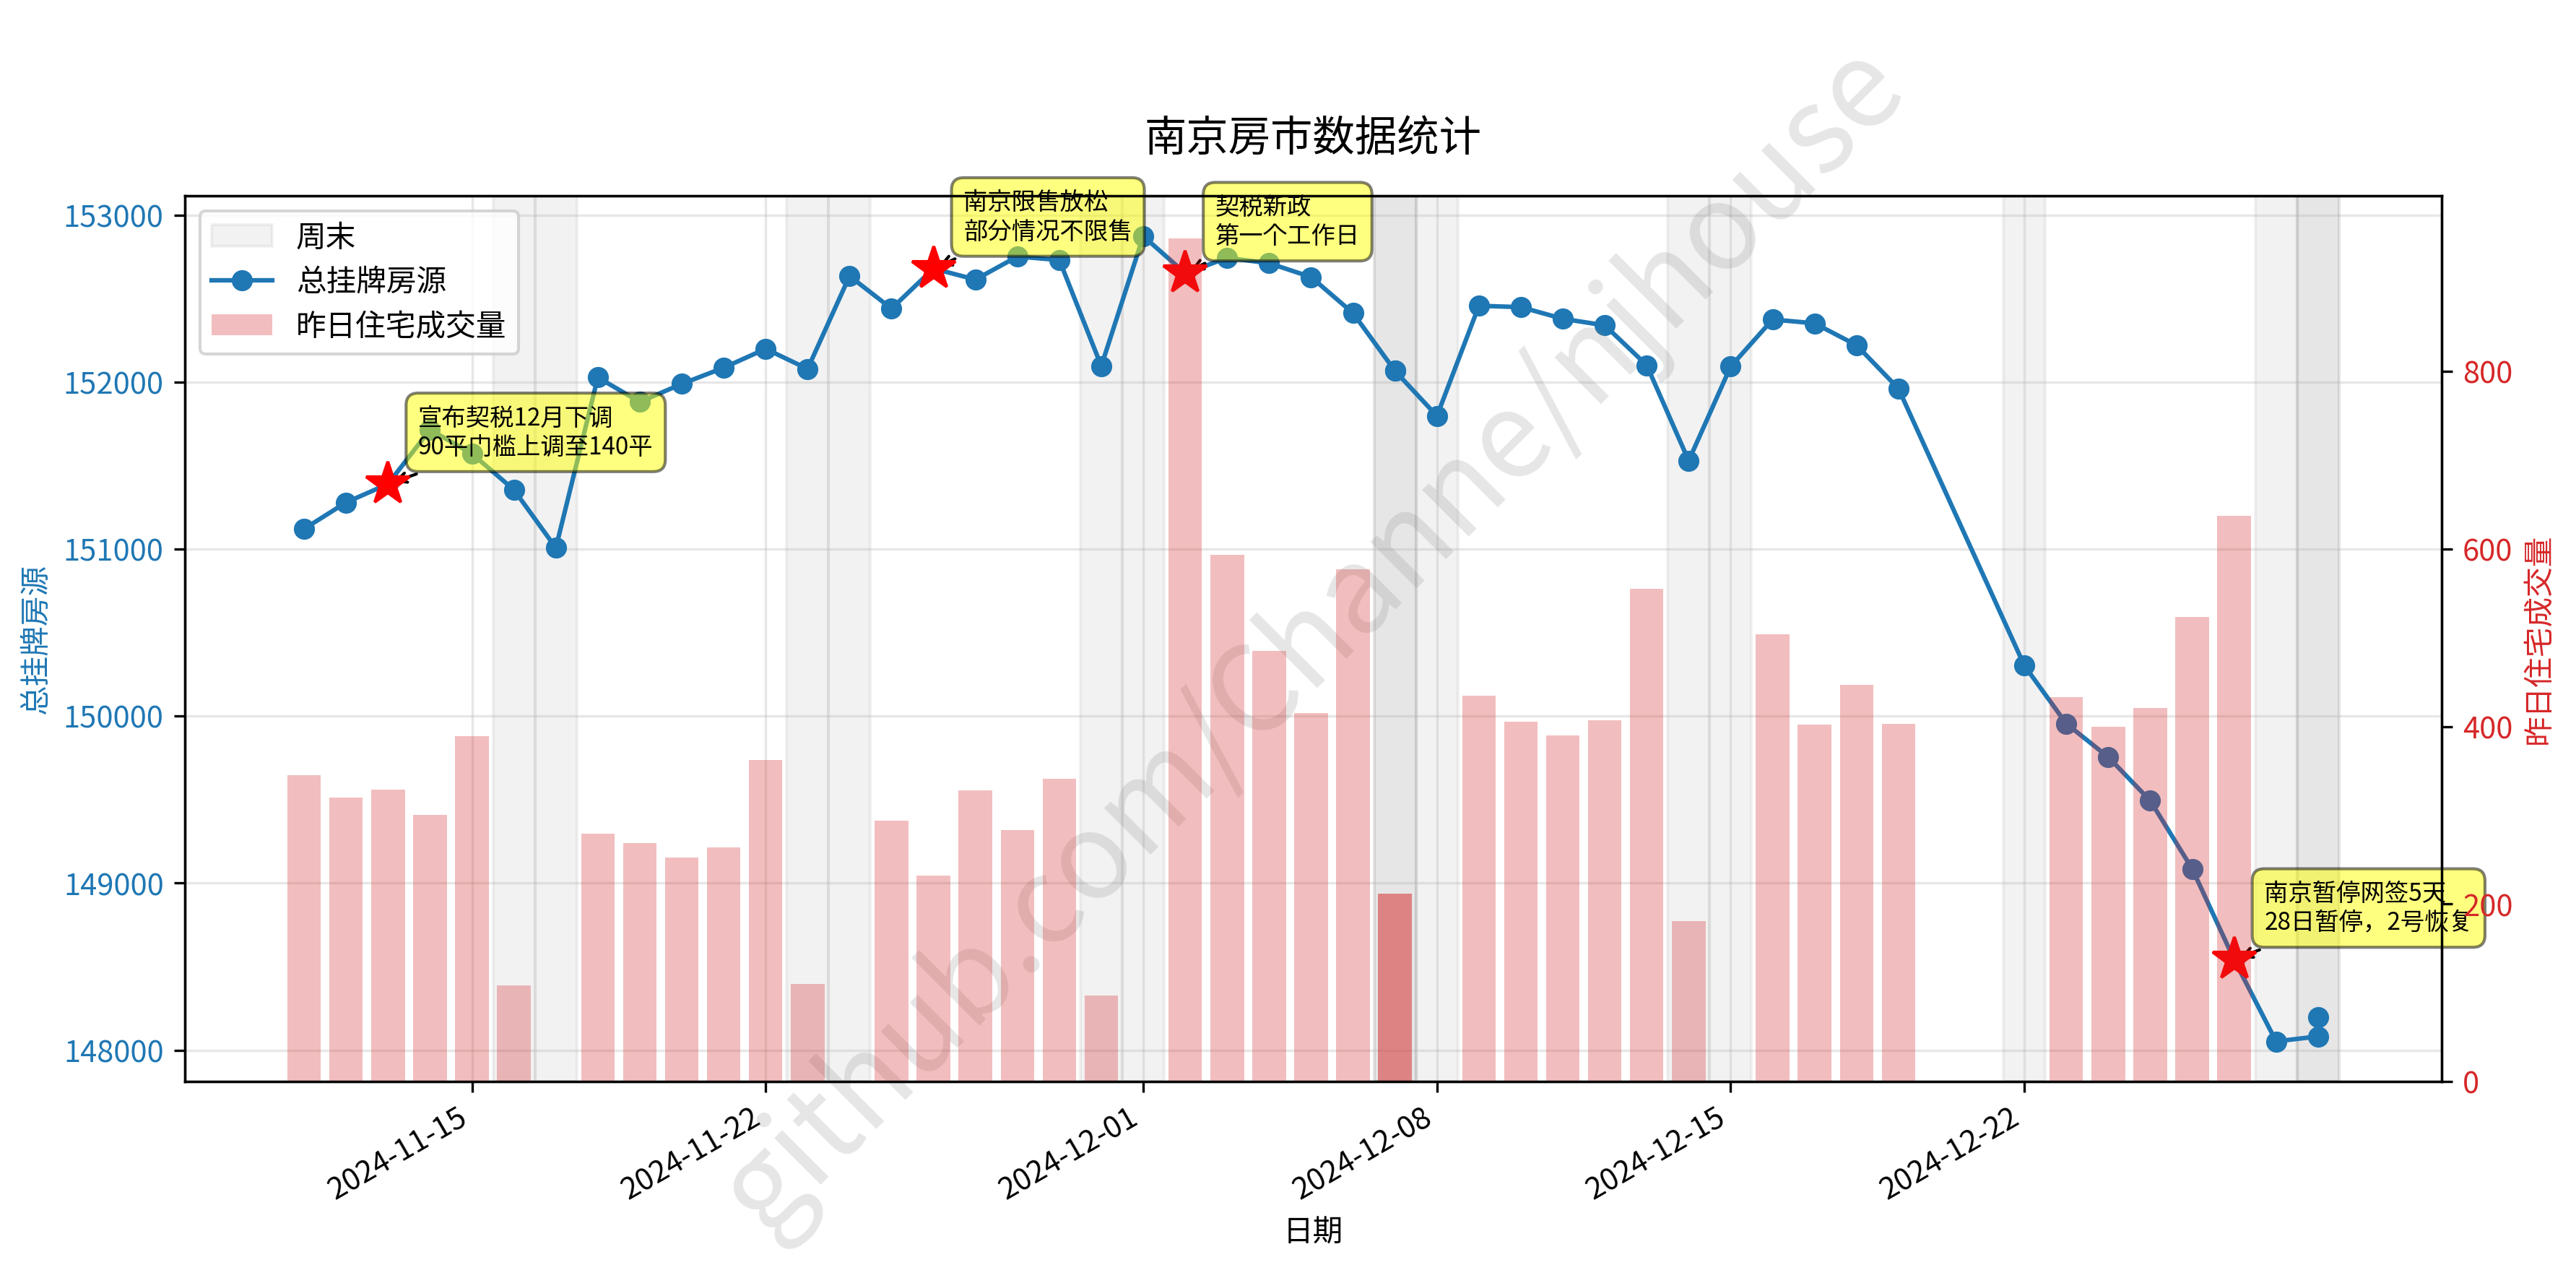 南京房市数据统计
周末
总挂牌房源
昨日住宅成交量
南京限售放松
部分情况不限售
契税新政
第一个工作日
宣布契税12月下调
90平门槛上调至140平
南京暂停网签5天
28日暂停，2号恢复
总挂牌房源
153000
152000
151000
150000
149000
148000
昨日住宅成交量
800
600
400
200
0
2024-11-15
2024-11-22
2024-12-01
2024-12-08
2024-12-15
2024-12-22
日期
github.com/Channe/njhouse